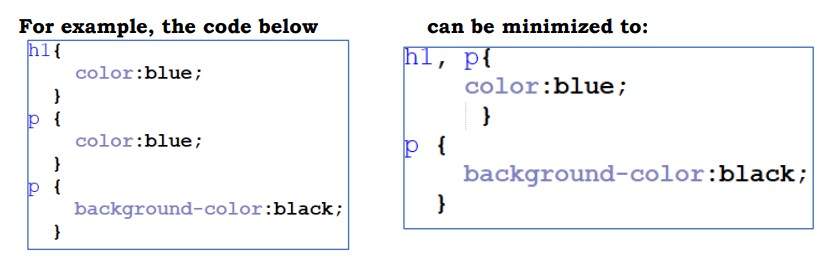 For example, the code below
h1{
color:blue;
}
p {
color:blue;
}
p {
background-color:black;
}
can be minimized to:
h1, p{
color:blue;
}
p {
background-color:black;
}